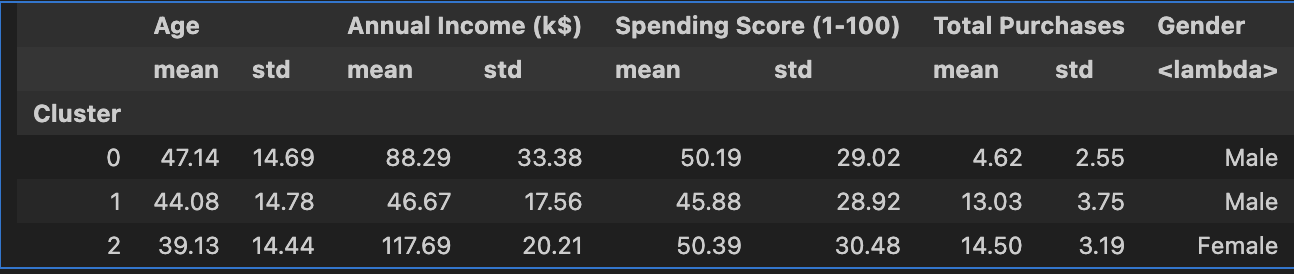 Age Annual Income (k$) Spending Score (1-100) Total Purchases Gender
mean std mean std mean std mean std <lambda>
Cluster
0 47.14 14.69 88.29 33.38 50.19 29.02 4.62 2.55 Male
1 44.08 14.78 46.67 17.56 45.88 28.92 13.03 3.75 Male
2 39.13 14.44 117.69 20.21 50.39 30.48 14.50 3.19 Female